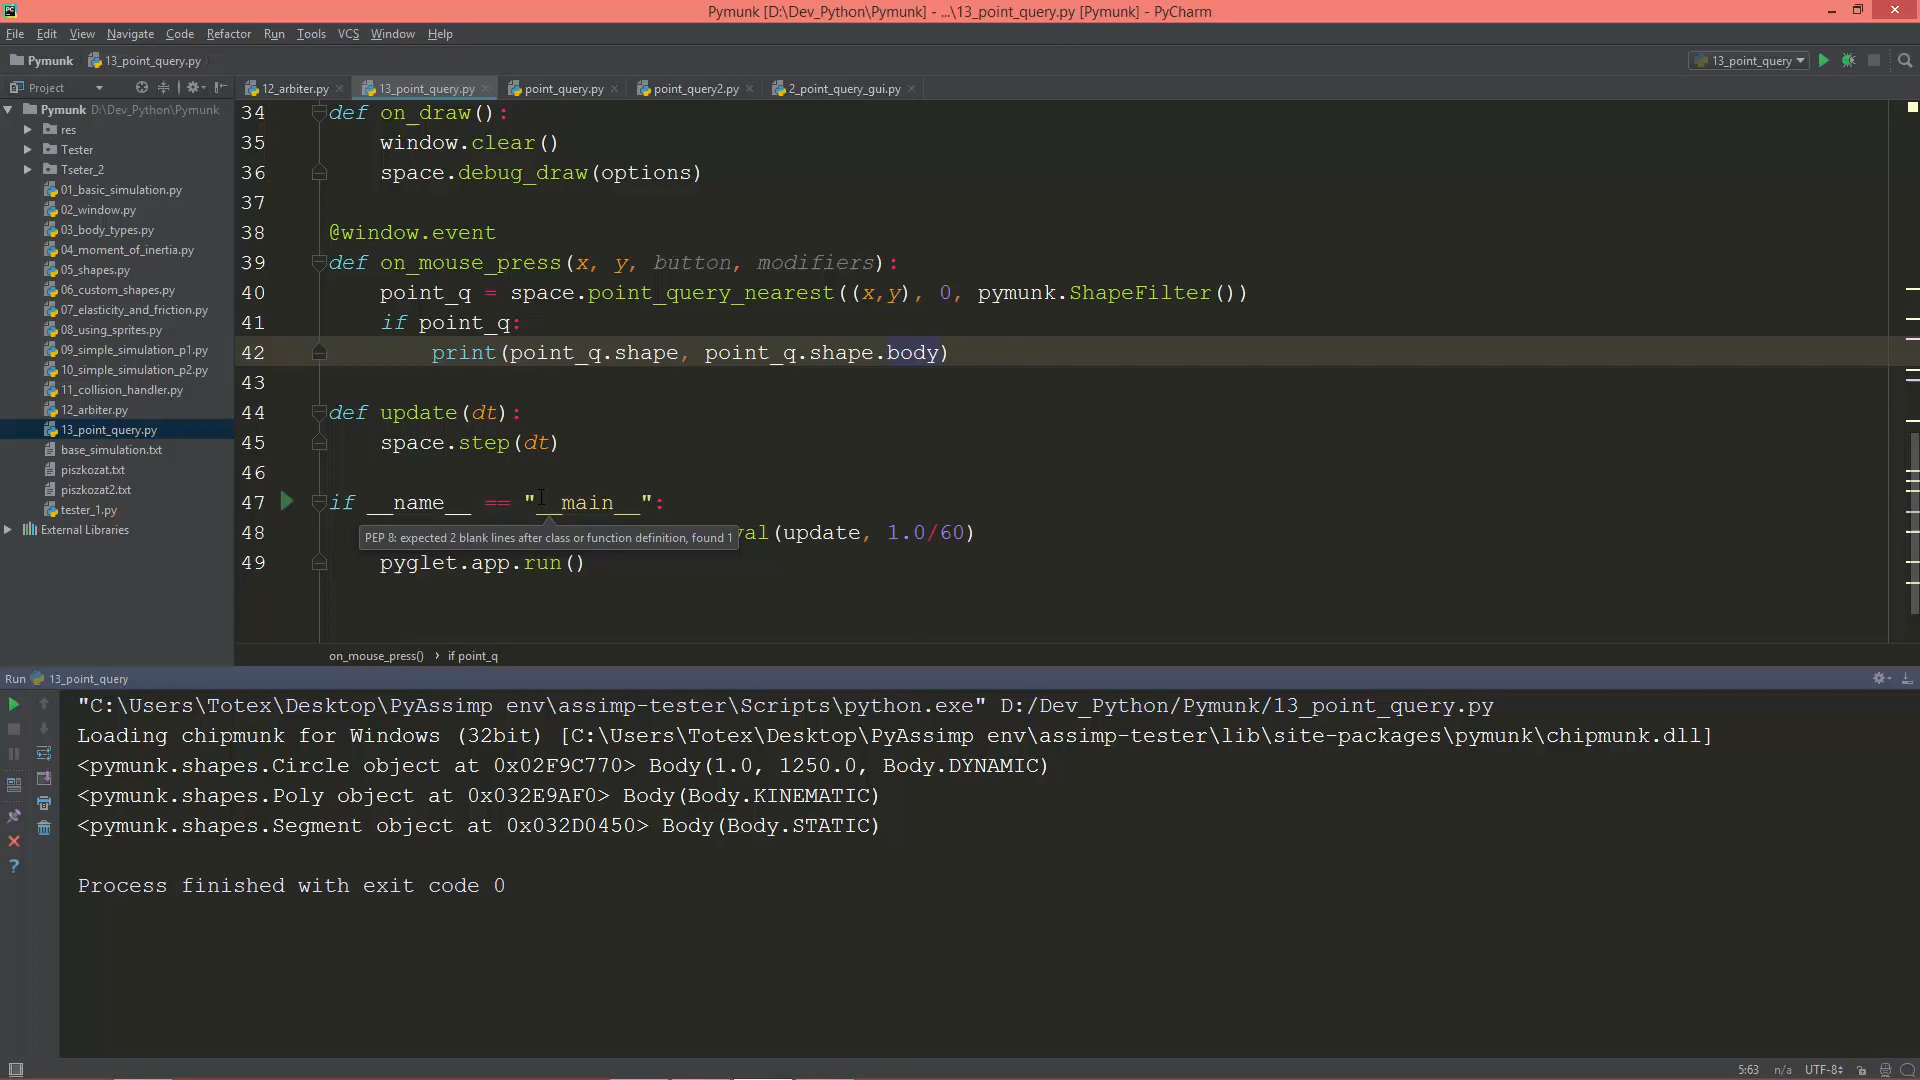 Pymunk [D:\Dev_Python\Pymunk] - ...\13_point_query.py [Pymunk] - PyCharm
File Edit View Navigate Code Refactor Run Tools VCS Window Help
Pymunk 13_point_query.py 13_point_query
Project 12_arbiter.py 13_point_query.py point_query.py point_query2.py 2_point_query_gui.py
Pymunk D:\Dev_Python\Pymunk
res
Tester
Tseter_2
01_basic_simulation.py
02_window.py
03_body_types.py
04_moment_of_inertia.py
05_shapes.py
06_custom_shapes.py
07_elasticity_and_friction.py
08_using_sprites.py
09_simple_simulation_p1.py
10_simple_simulation_p2.py
11_collision_handler.py
12_arbiter.py
13_point_query.py
base_simulation.txt
piszkozat.txt
piszkozat2.txt
tester_1.py
External Libraries
34 def on_draw():
35 window.clear()
36 space.debug_draw(options)
37
38 @window.event
39 def on_mouse_press(x, y, button, modifiers):
40 point_q = space.point_query_nearest((x,y), 0, pymunk.ShapeFilter())
41 if point_q:
42 print(point_q.shape, point_q.shape.body)
43
44 def update(dt):
45 space.step(dt)
46
47 if __name__ == "__main__":
48 val(update, 1.0/60)
PEP 8: expected 2 blank lines after class or function definition, found 1
49 pyglet.app.run()
on_mouse_press() › if point_q
Run 13_point_query
"C:\Users\Totex\Desktop\PyAssimp env\assimp-tester\Scripts\python.exe" D:/Dev_Python/Pymunk/13_point_query.py
Loading chipmunk for Windows (32bit) [C:\Users\Totex\Desktop\PyAssimp env\assimp-tester\lib\site-packages\pymunk\chipmunk.dll]
<pymunk.shapes.Circle object at 0x02F9C770> Body(1.0, 1250.0, Body.DYNAMIC)
<pymunk.shapes.Poly object at 0x032E9AF0> Body(Body.KINEMATIC)
<pymunk.shapes.Segment object at 0x032D0450> Body(Body.STATIC)
Process finished with exit code 0
5:63 n/a UTF-8